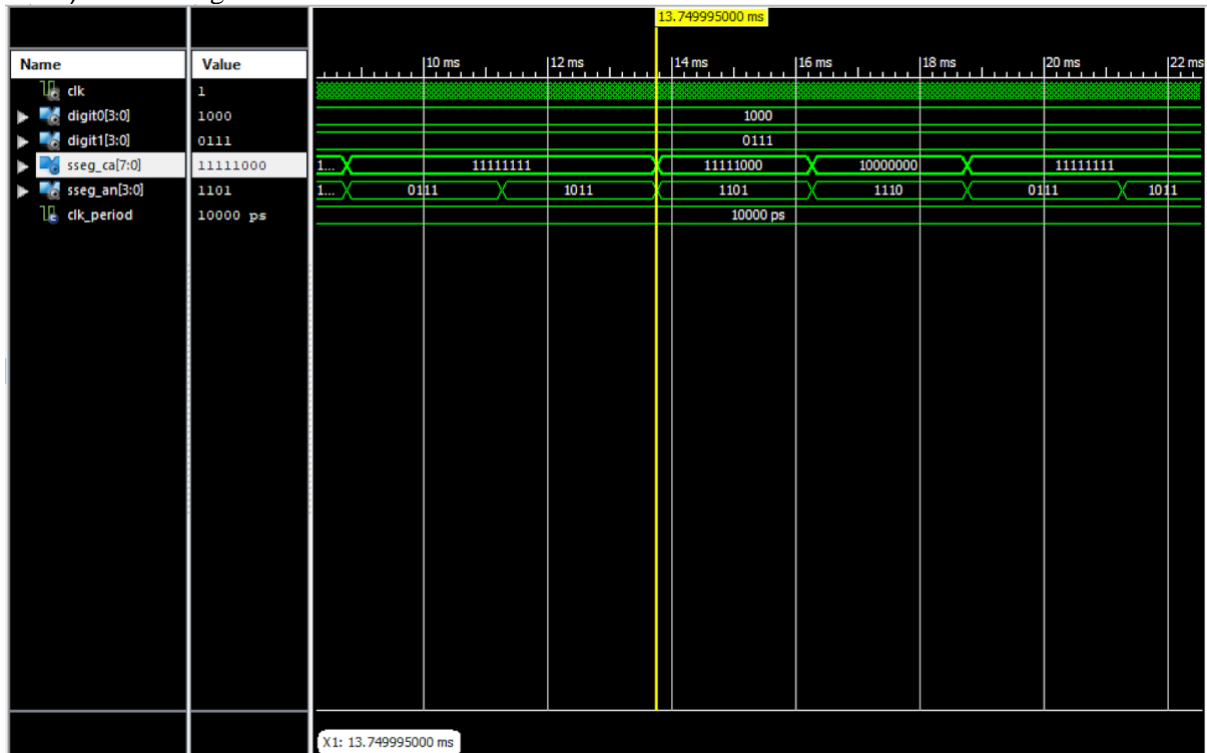 13.749995000 ms
Name Value 10 ms 12 ms 14 ms 16 ms 18 ms 20 ms 22 ms
clk 1
digit0[3:0] 1000 1000
digit1[3:0] 0111 0111
sseg_ca[7:0] 11111000 1... 11111111 11111000 10000000 11111111
sseg_an[3:0] 1101 1... 0111 1011 1101 1110 0111 1011
clk_period 10000 ps 10000 ps
X1: 13.749995000 ms